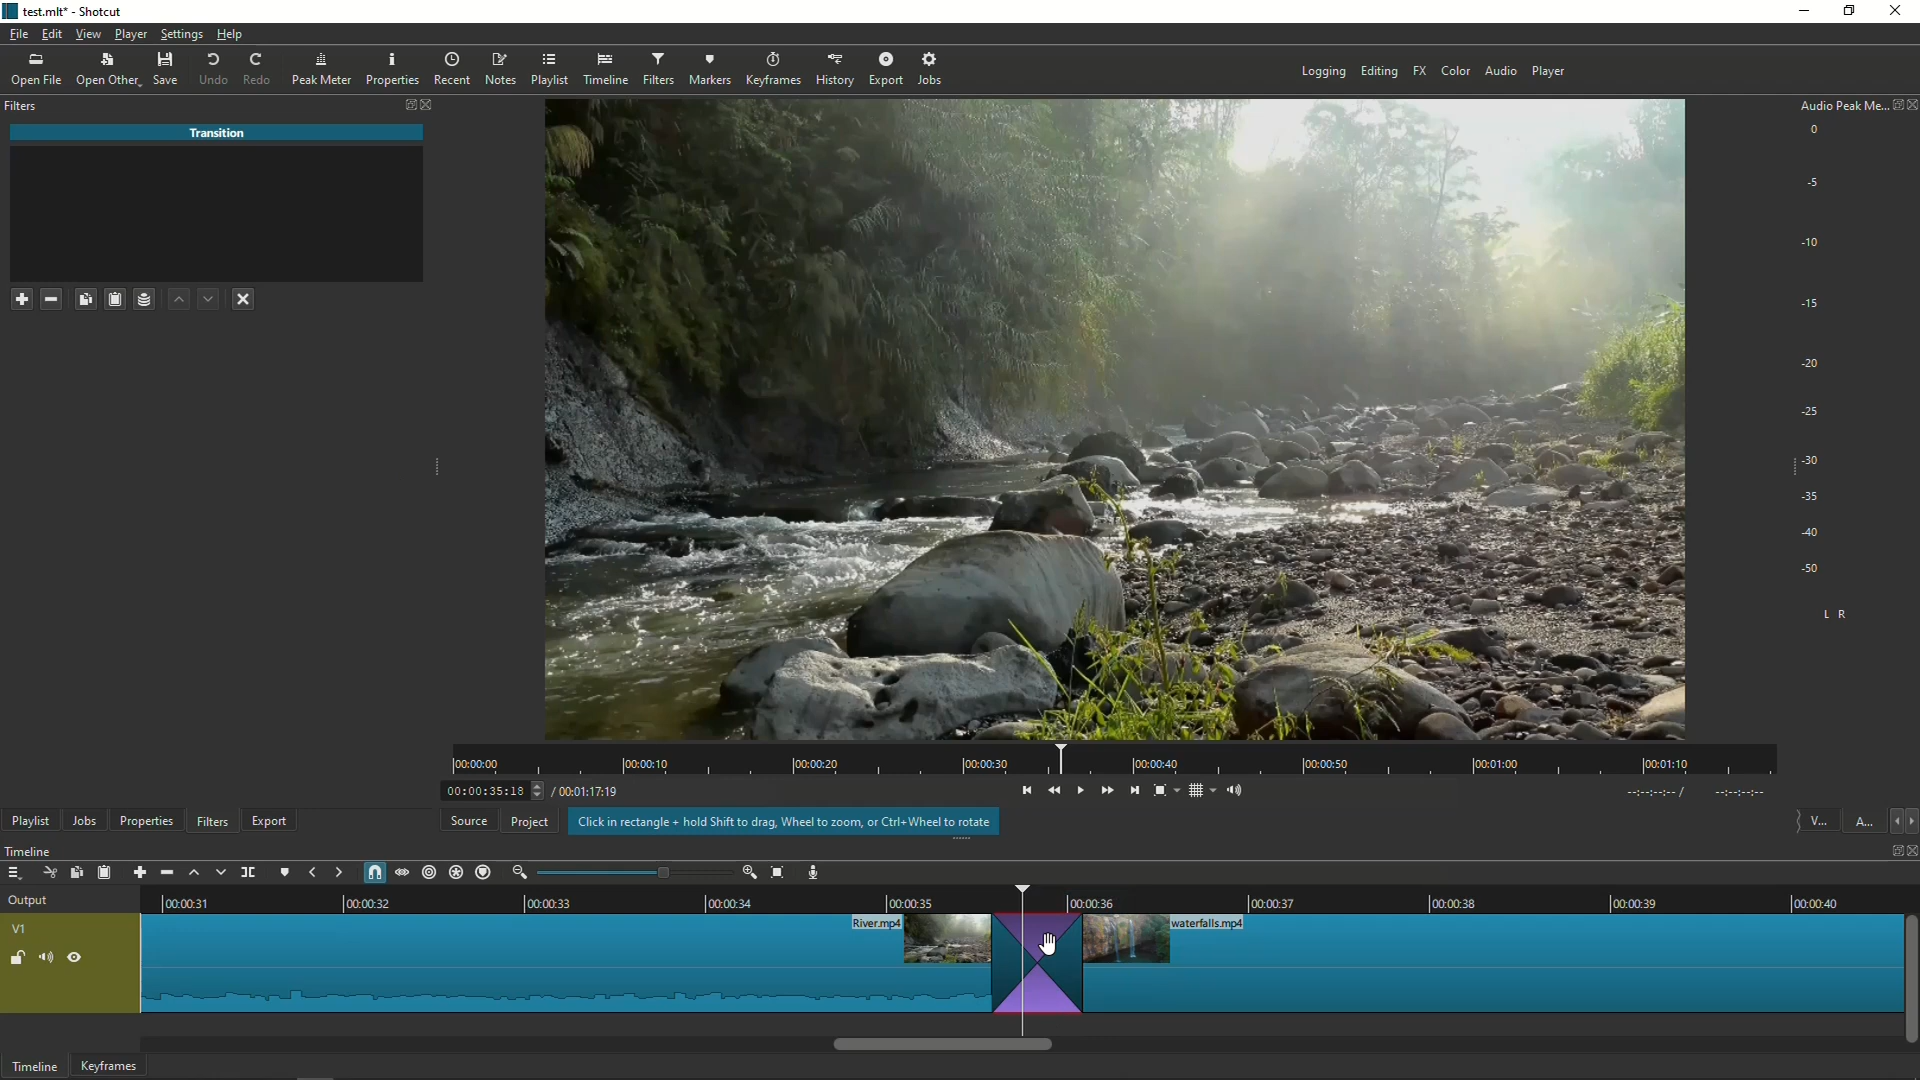 test.mlt* - Shotcut
File Edit View Player Settings Help
Open File Open Other Save Undo Redo Peak Meter Properties Recent Notes Playlist Timeline Filters Markers Keyframes History Export Jobs Logging Editing FX Color Audio Player
Filters
Audio Peak Me...
Transition
0
-5
-10
-15
-20
-25
-30
-35
-40
-50
L R
00:00:00 00:00:10 00:00:20 00:00:30 00:00:40 00:00:50 00:01:00 00:01:10
00:00:35:18 / 00:01:17:19 --:--:--:-- / --:--:--:--
Playlist Jobs Properties Filters Export Source Project Click in rectangle + hold Shift to drag, Wheel to zoom, or Ctrl+Wheel to rotate V... A...
Timeline
Output 00:00:31 00:00:32 00:00:33 00:00:34 00:00:35 00:00:36 00:00:37 00:00:38 00:00:39 00:00:40
V1 River.mp4 waterfalls.mp4
Timeline Keyframes